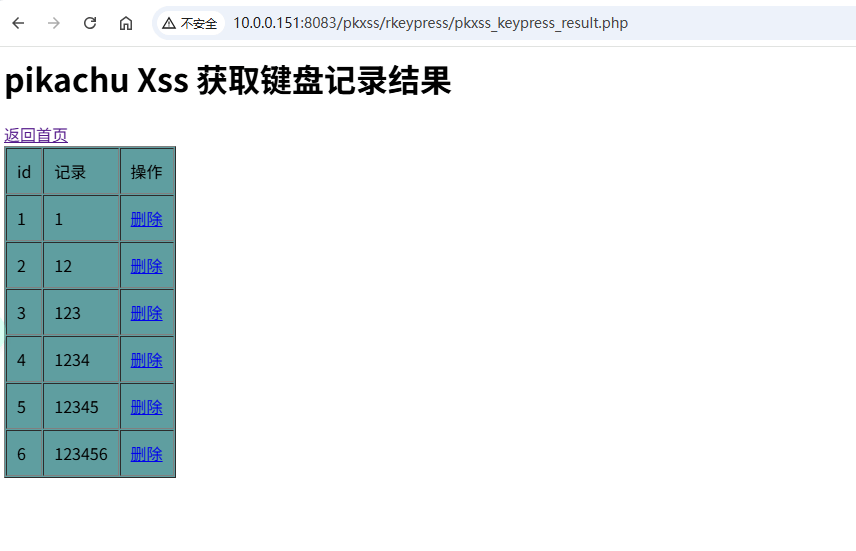 不安全 10.0.0.151:8083/pkxss/rkeypress/pkxss_keypress_result.php
pikachu Xss 获取键盘记录结果
返回首页
id 记录 操作
1 1 删除
2 12 删除
3 123 删除
4 1234 删除
5 12345 删除
6 123456 删除